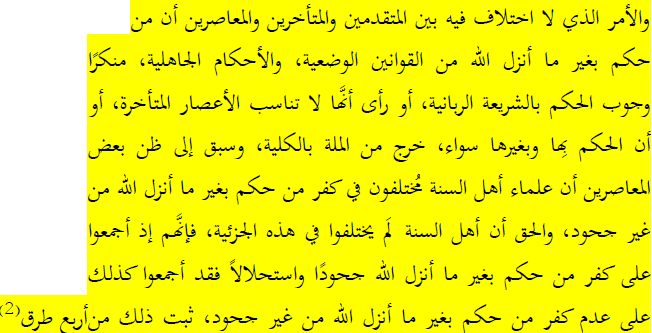 والأمر الذي لا اختلاف فيه بين المتقدمين والمتأخرين والمعاصرين أن من
حكم بغير ما أنزل الله من القوانين الوضعية، والأحكام الجاهلية، منكرًا
وجوب الحكم بالشريعة الربانية، أو رأى أنَّها لا تناسب الأعصار المتأخرة، أو
أن الحكم بِها وبغيرها سواء، خرج من الملة بالكلية، وسبق إلى ظن بعض
المعاصرين أن علماء أهل السنة مُختلفون في كفر من حكم بغير ما أنزل الله من
غير جحود، والحق أن أهل السنة لَم يختلفوا في هذه الجزئية، فإنَّهم إذ أجمعوا
على كفر من حكم بغير ما أنزل الله جحودًا واستحلالاً فقد أجمعوا كذلك
على عدم كفر من حكم بغير ما أنزل الله من غير جحود، ثبت ذلك من أربع طرق(2)